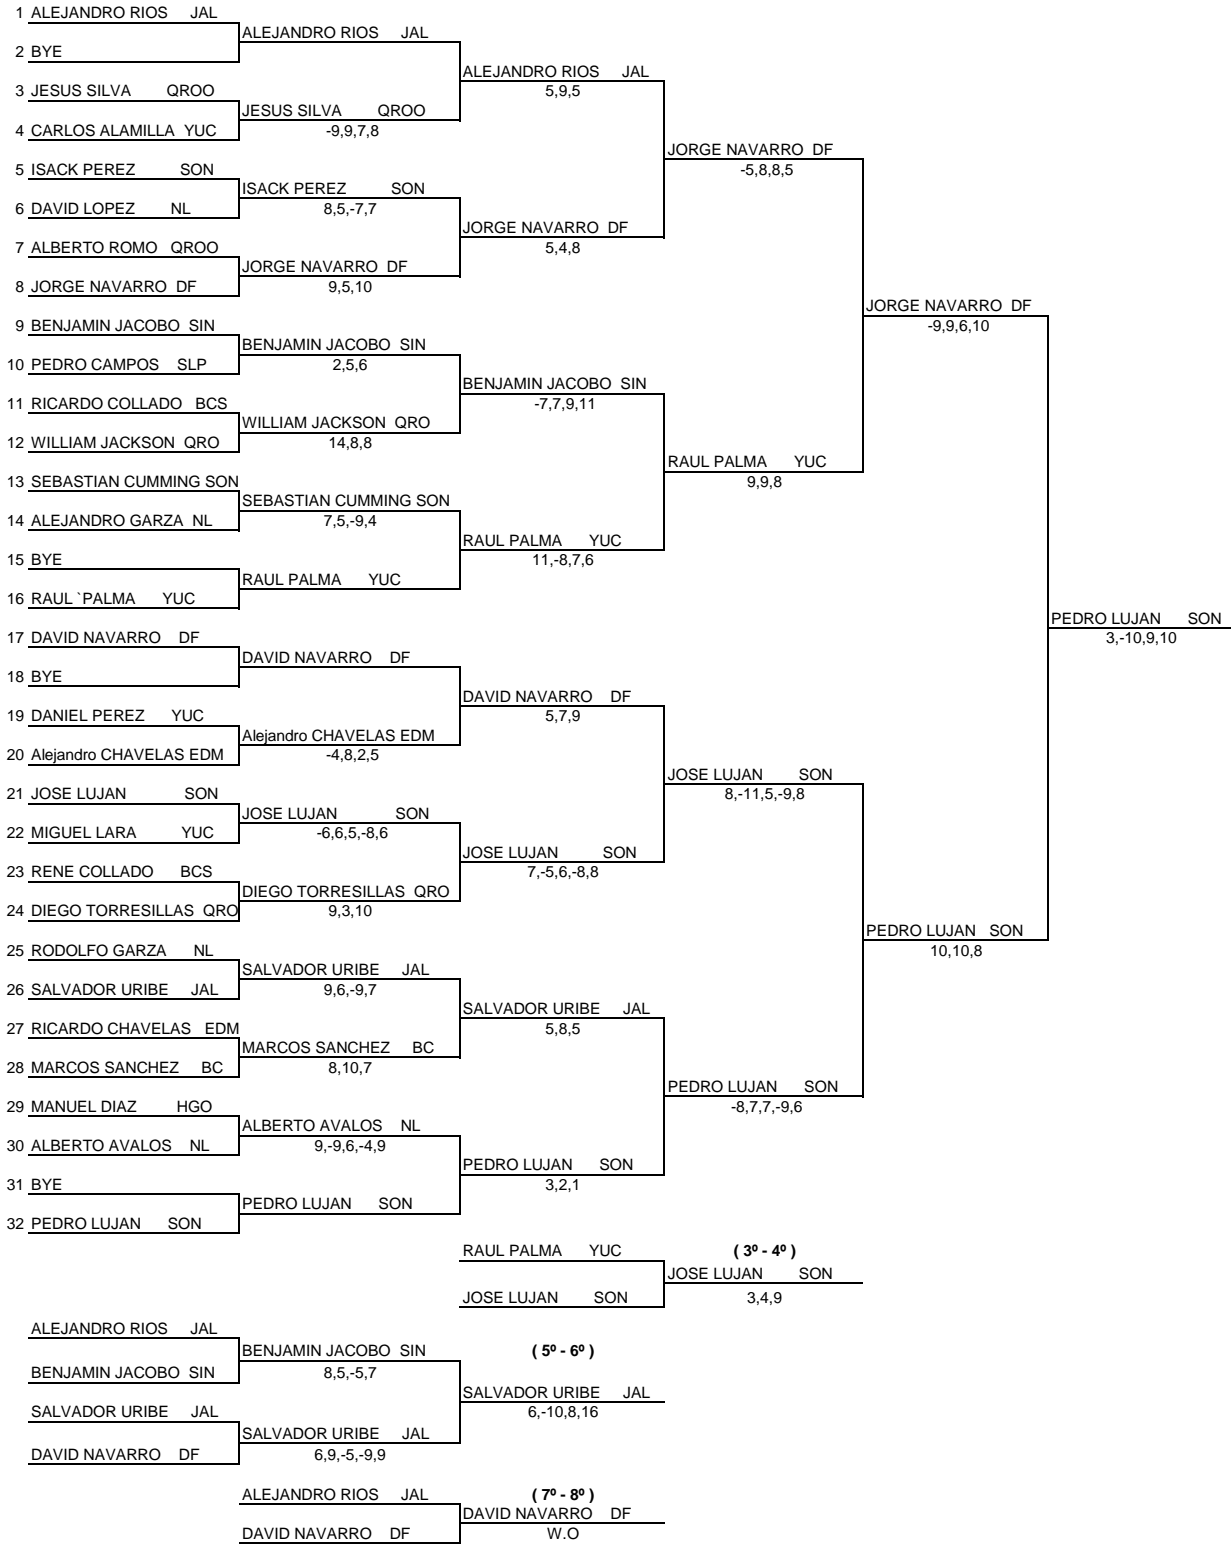 1 ALEJANDRO RIOS JAL
ALEJANDRO RIOS JAL
2 BYE
ALEJANDRO RIOS JAL
5,9,5
3 JESUS SILVA QROO
JESUS SILVA QROO
4 CARLOS ALAMILLA YUC
-9,9,7,8
JORGE NAVARRO DF
-5,8,8,5
5 ISACK PEREZ SON
ISACK PEREZ SON
6 DAVID LOPEZ NL
8,5,-7,7
JORGE NAVARRO DF
5,4,8
7 ALBERTO ROMO QROO
JORGE NAVARRO DF
8 JORGE NAVARRO DF
9,5,10
JORGE NAVARRO DF
-9,9,6,10
9 BENJAMIN JACOBO SIN
BENJAMIN JACOBO SIN
10 PEDRO CAMPOS SLP
2,5,6
BENJAMIN JACOBO SIN
-7,7,9,11
11 RICARDO COLLADO BCS
WILLIAM JACKSON QRO
12 WILLIAM JACKSON QRO
14,8,8
RAUL PALMA YUC
9,9,8
13 SEBASTIAN CUMMING SON
SEBASTIAN CUMMING SON
14 ALEJANDRO GARZA NL
7,5,-9,4
RAUL PALMA YUC
11,-8,7,6
15 BYE
RAUL PALMA YUC
16 RAUL `PALMA YUC
PEDRO LUJAN SON
3,-10,9,10
17 DAVID NAVARRO DF
DAVID NAVARRO DF
18 BYE
DAVID NAVARRO DF
5,7,9
19 DANIEL PEREZ YUC
Alejandro CHAVELAS EDM
20 Alejandro CHAVELAS EDM
-4,8,2,5
JOSE LUJAN SON
8,-11,5,-9,8
21 JOSE LUJAN SON
JOSE LUJAN SON
22 MIGUEL LARA YUC
-6,6,5,-8,6
JOSE LUJAN SON
7,-5,6,-8,8
23 RENE COLLADO BCS
DIEGO TORRESILLAS QRO
24 DIEGO TORRESILLAS QRO
9,3,10
PEDRO LUJAN SON
10,10,8
25 RODOLFO GARZA NL
SALVADOR URIBE JAL
26 SALVADOR URIBE JAL
9,6,-9,7
SALVADOR URIBE JAL
5,8,5
27 RICARDO CHAVELAS EDM
MARCOS SANCHEZ BC
28 MARCOS SANCHEZ BC
8,10,7
PEDRO LUJAN SON
-8,7,7,-9,6
29 MANUEL DIAZ HGO
ALBERTO AVALOS NL
30 ALBERTO AVALOS NL
9,-9,6,-4,9
PEDRO LUJAN SON
3,2,1
31 BYE
PEDRO LUJAN SON
32 PEDRO LUJAN SON
RAUL PALMA YUC
( 3º - 4º )
JOSE LUJAN SON
JOSE LUJAN SON
3,4,9
ALEJANDRO RIOS JAL
BENJAMIN JACOBO SIN
( 5º - 6º )
BENJAMIN JACOBO SIN
8,5,-5,7
SALVADOR URIBE JAL
6,-10,8,16
SALVADOR URIBE JAL
SALVADOR URIBE JAL
DAVID NAVARRO DF
6,9,-5,-9,9
ALEJANDRO RIOS JAL
( 7º - 8º )
DAVID NAVARRO DF
DAVID NAVARRO DF
W.O